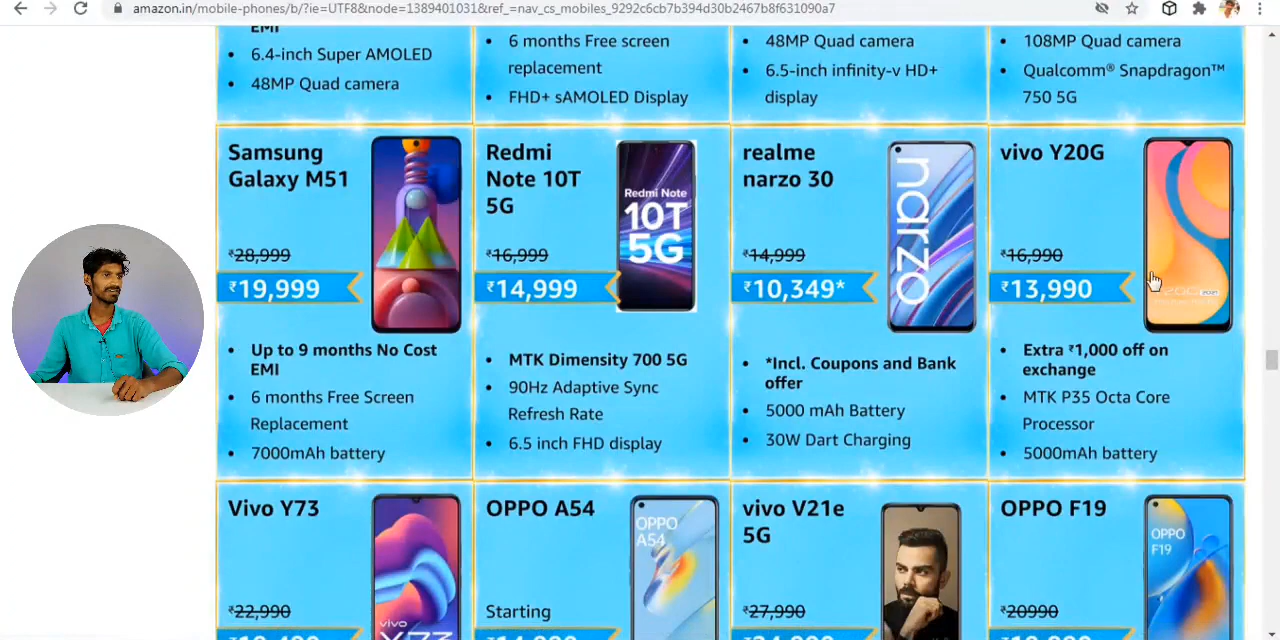 amazon.in/mobile-phones/b/?ie=UTF8&node=1389401031&ref_=nav_cs_mobiles_9292c6cb7b394d30b2467b8f631090a7
EMI
• 6.4-inch Super AMOLED
• 48MP Quad camera
• 6 months Free screen
replacement
• FHD+ sAMOLED Display
• 48MP Quad camera
• 6.5-inch infinity-v HD+
display
• 108MP Quad camera
• Qualcomm® Snapdragon™
750 5G
Samsung
Galaxy M51
₹28,999
₹19,999
• Up to 9 months No Cost
EMI
• 6 months Free Screen
Replacement
• 7000mAh battery
Redmi
Note 10T
5G
₹16,999
₹14,999
Redmi Note
10T
5G
• MTK Dimensity 700 5G
• 90Hz Adaptive Sync
Refresh Rate
• 6.5 inch FHD display
realme
narzo 30
₹14,999
₹10,349*
narzo
• *Incl. Coupons and Bank
offer
• 5000 mAh Battery
• 30W Dart Charging
vivo Y20G
₹16,990
₹13,990
• Extra ₹1,000 off on
exchange
• MTK P35 Octa Core
Processor
• 5000mAh battery
Vivo Y73
₹22,990
vivo
Y73
OPPO A54
Starting
OPPO
A54
vivo V21e
5G
₹27,990
OPPO F19
₹20990
OPPO
F19